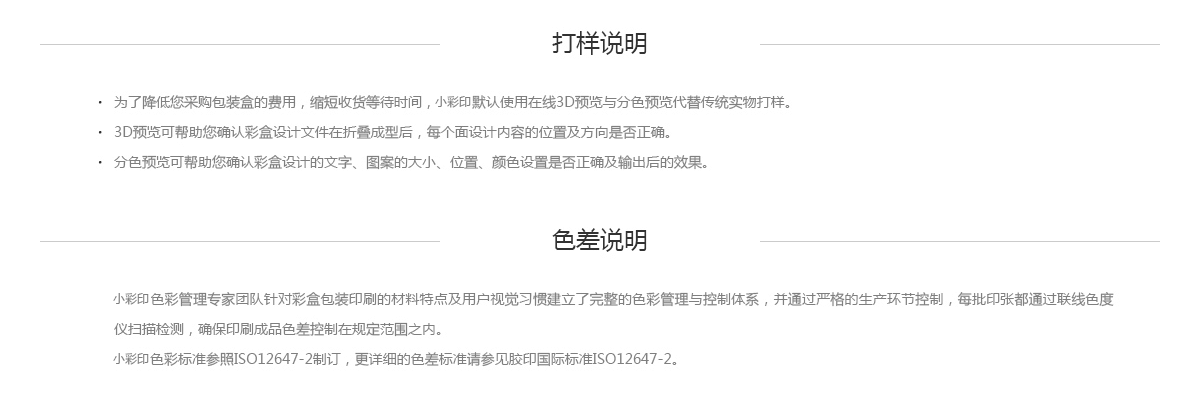 打样说明
· 为了降低您采购包装盒的费用，缩短收货等待时间，小彩印默认使用在线3D预览与分色预览代替传统实物打样。
· 3D预览可帮助您确认彩盒设计文件在折叠成型后，每个面设计内容的位置及方向是否正确。
· 分色预览可帮助您确认彩盒设计的文字、图案的大小、位置、颜色设置是否正确及输出后的效果。
色差说明
小彩印色彩管理专家团队针对彩盒包装印刷的材料特点及用户视觉习惯建立了完整的色彩管理与控制体系，并通过严格的生产环节控制，每批印张都通过联线色度
仪扫描检测，确保印刷成品色差控制在规定范围之内。
小彩印色彩标准参照ISO12647-2制订，更详细的色差标准请参见胶印国际标准ISO12647-2。